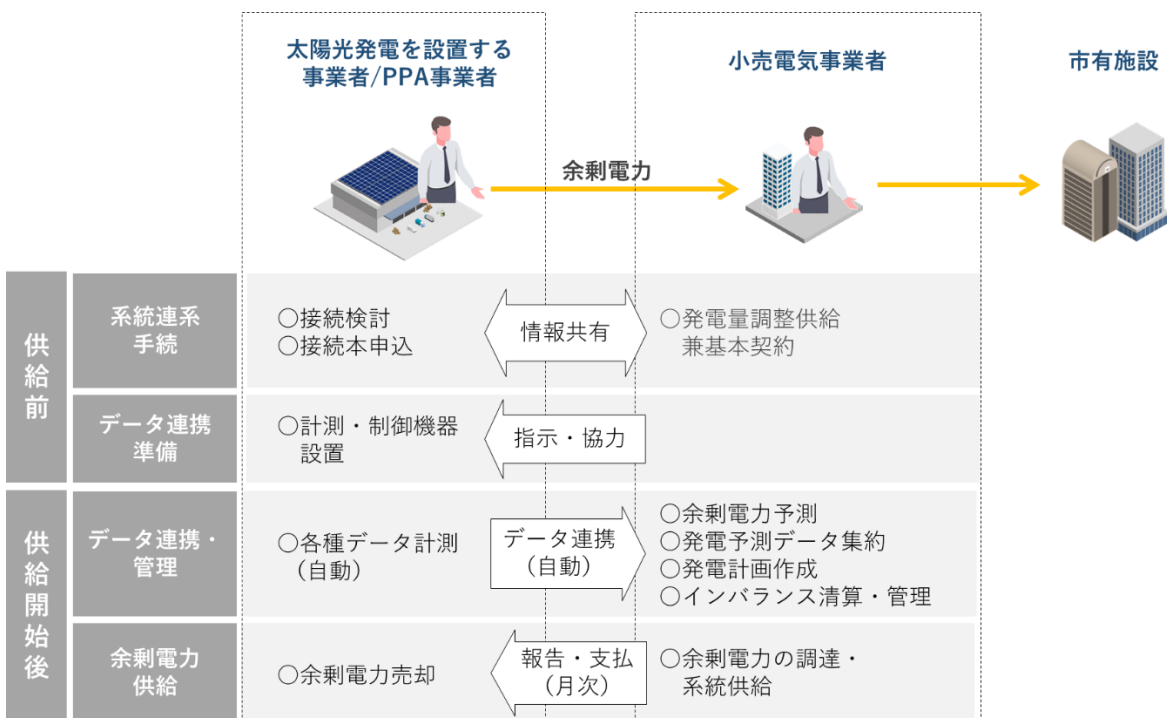 太陽光発電を設置する
事業者/PPA事業者
小売電気事業者
市有施設
余剰電力
供給前
系統連系
手続
○接続検討
○接続本申込
情報共有
○発電量調整供給
兼基本契約
データ連携
準備
○計測・制御機器
設置
指示・協力
供給開始後
データ連携・
管理
○各種データ計測
（自動）
データ連携
（自動）
○余剰電力予測
○発電予測データ集約
○発電計画作成
○インバランス清算・管理
余剰電力
供給
○余剰電力売却
報告・支払
（月次）
○余剰電力の調達・
系統供給